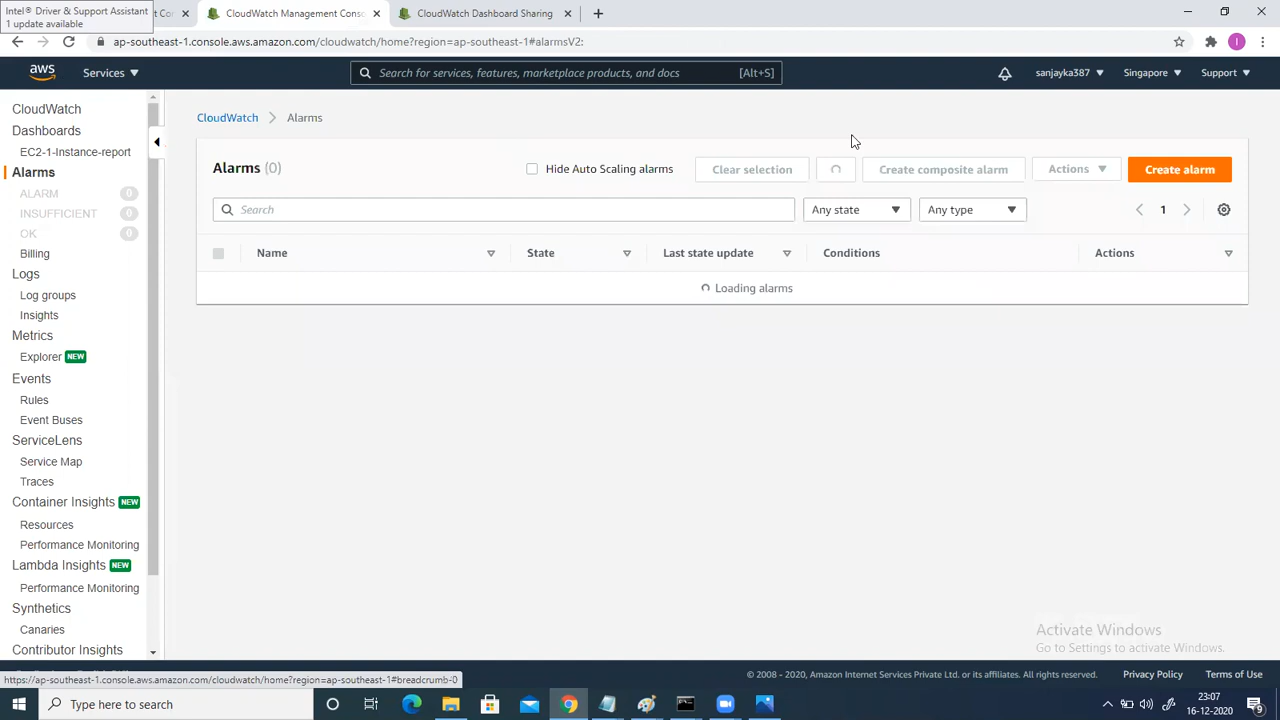 Intel® Driver & Support Assistant
1 update available
t Co
CloudWatch Management Conso
CloudWatch Dashboard Sharing
ap-southeast-1.console.aws.amazon.com/cloudwatch/home?region=ap-southeast-1#alarmsV2:
I
aws
Services
Search for services, features, marketplace products, and docs
[Alt+S]
sanjayka387
Singapore
Support
CloudWatch
Dashboards
EC2-1-Instance-report
Alarms
ALARM 0
INSUFFICIENT 0
OK 0
Billing
Logs
Log groups
Insights
Metrics
Explorer NEW
Events
Rules
Event Buses
ServiceLens
Service Map
Traces
Container Insights NEW
Resources
Performance Monitoring
Lambda Insights NEW
Performance Monitoring
Synthetics
Canaries
Contributor Insights
CloudWatch > Alarms
Alarms (0)
Hide Auto Scaling alarms
Clear selection
Create composite alarm
Actions
Create alarm
Search
Any state
Any type
1
Name
State
Last state update
Conditions
Actions
Loading alarms
Activate Windows
Go to Settings to activate Windows.
© 2008 - 2020, Amazon Internet Services Private Ltd. or its affiliates. All rights reserved.
Privacy Policy
Terms of Use
https://ap-southeast-1.console.aws.amazon.com/cloudwatch/home?region=ap-southeast-1#breadcrumb-0
Type here to search
23:07
16-12-2020
9